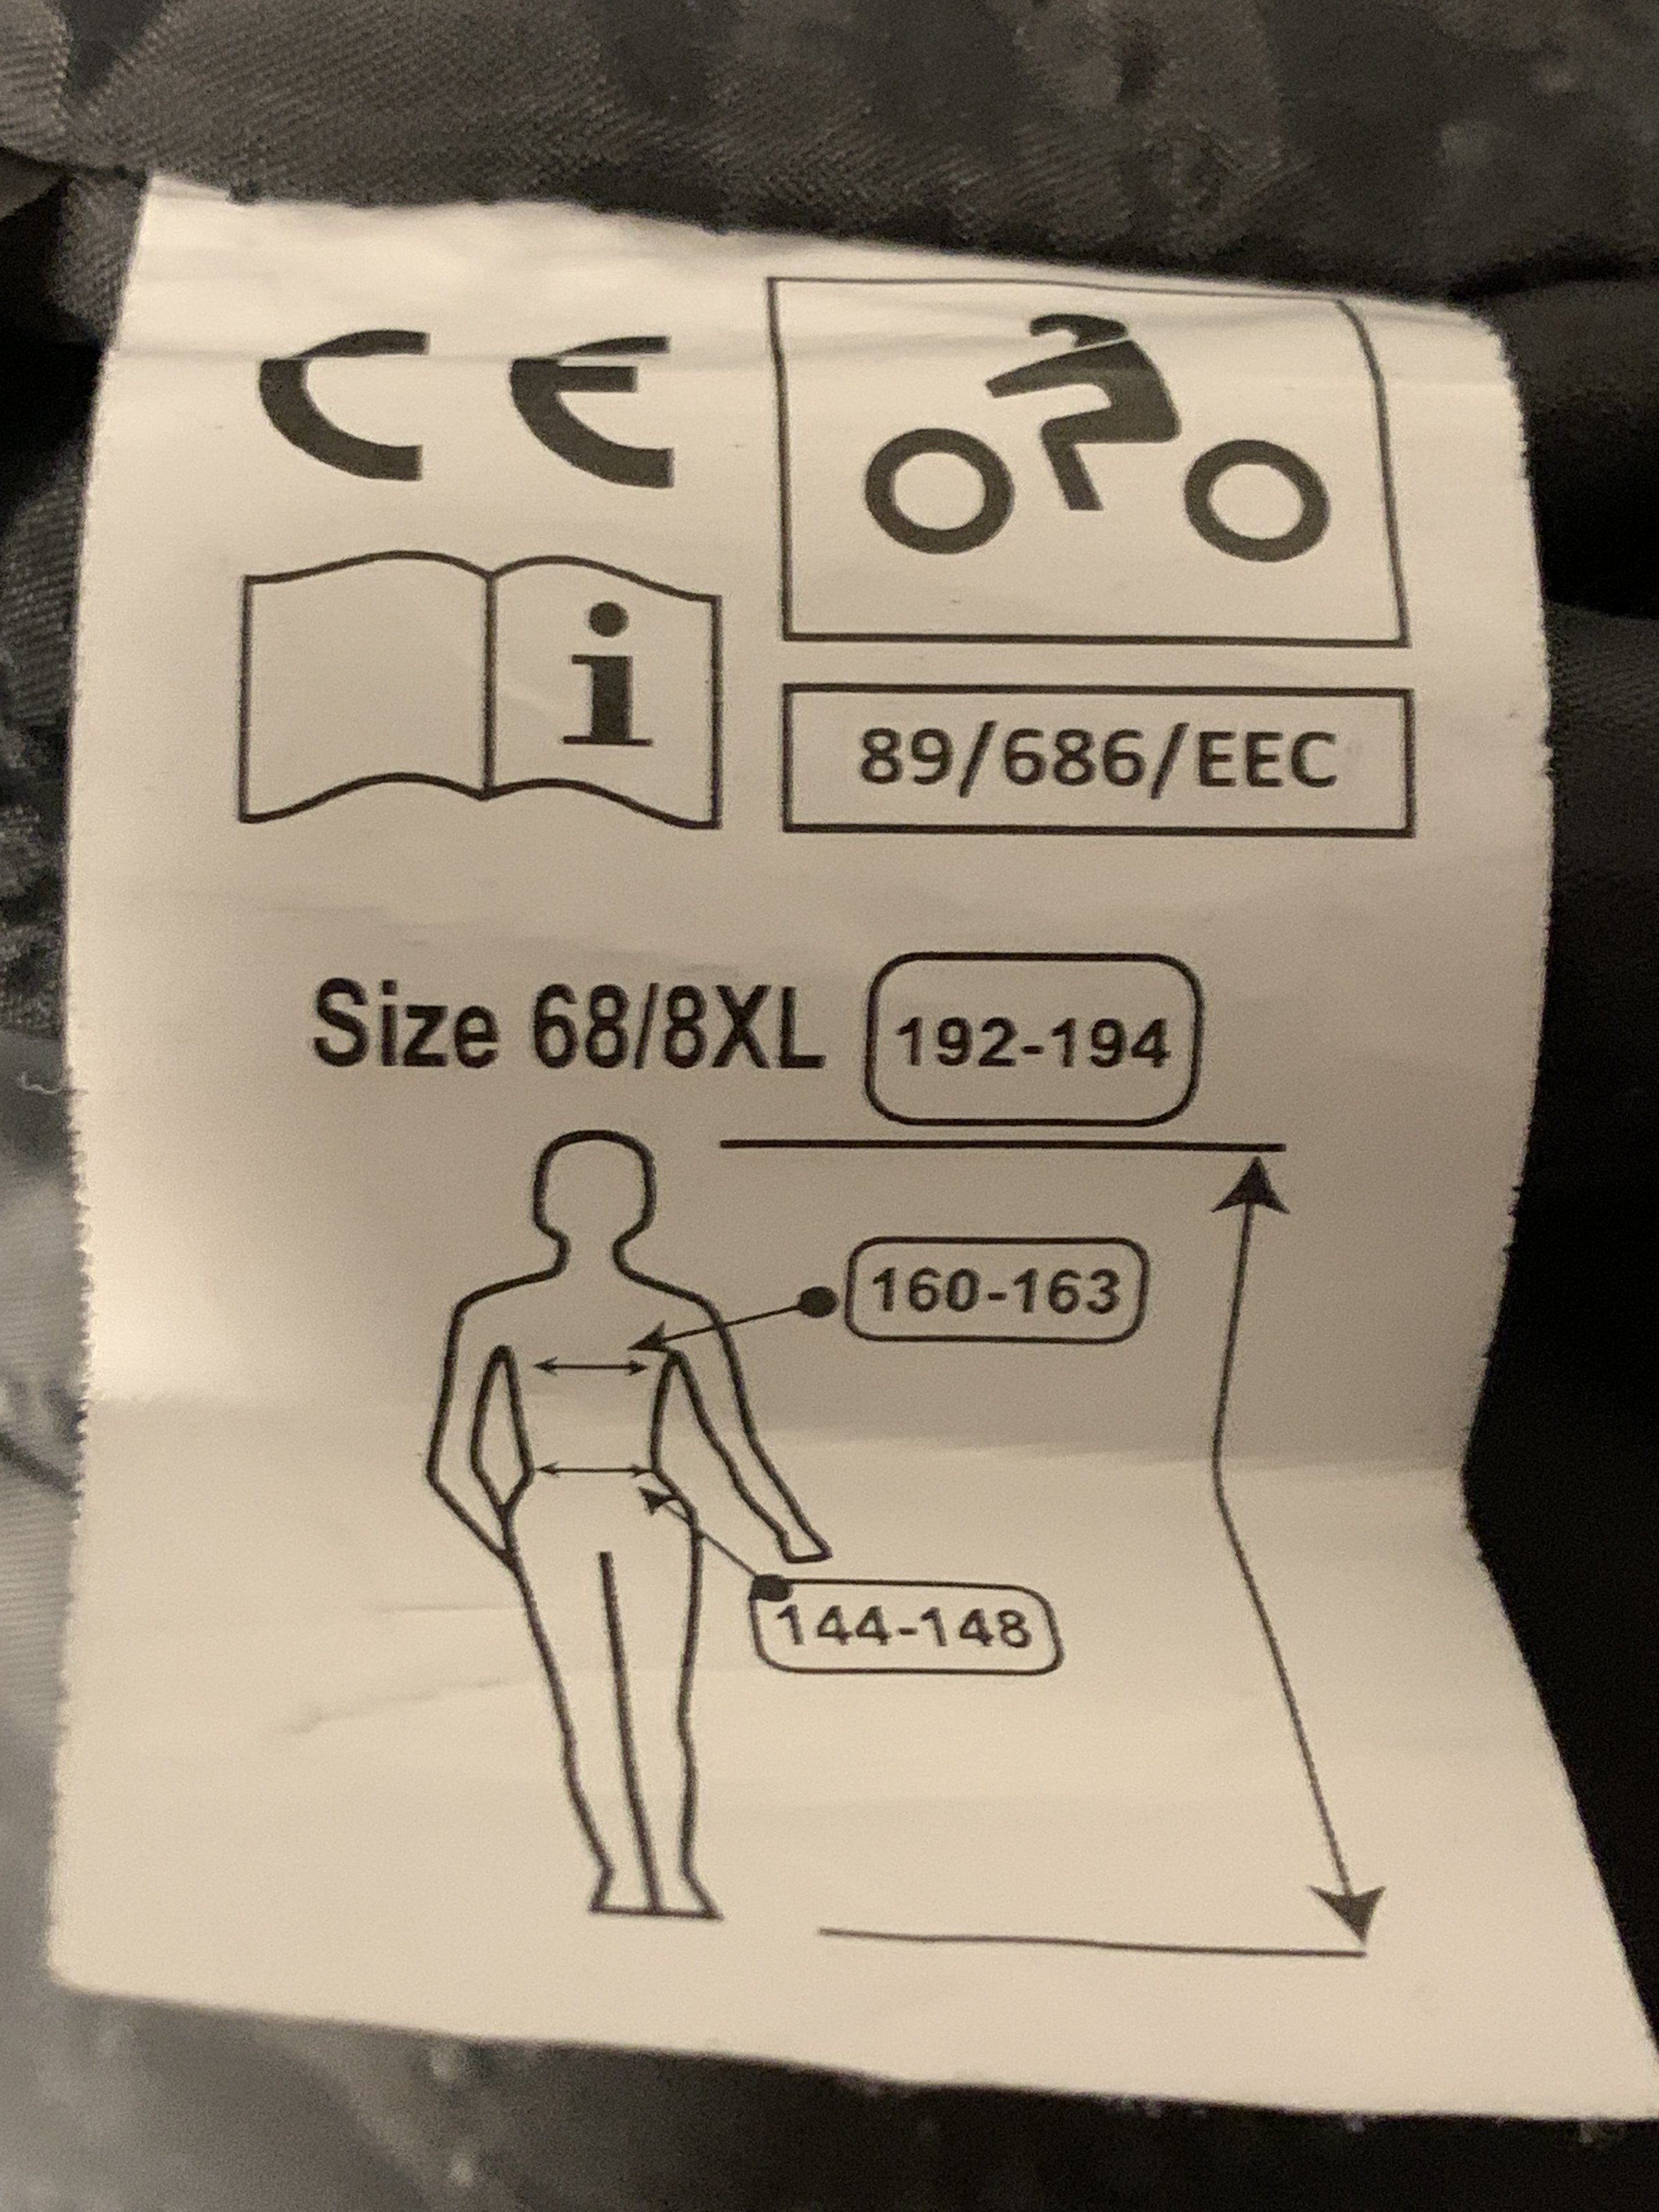 CE
i
89/686/EEC
Size 68/8XL 192-194
160-163
144-148